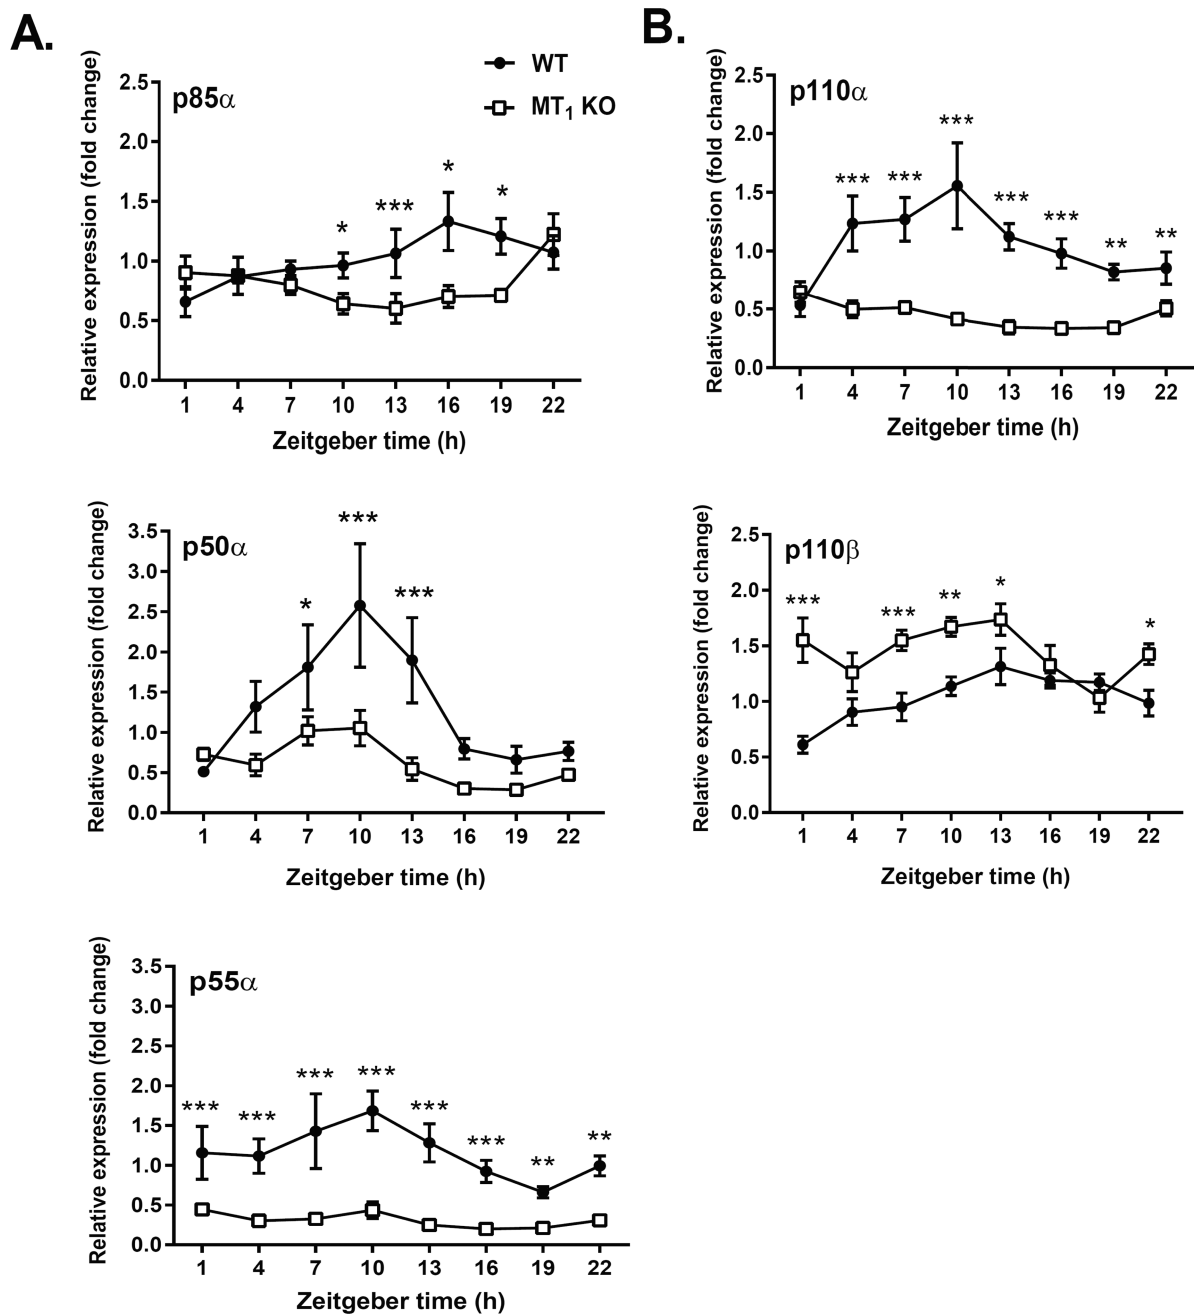 A.
p85α
WT
MT1 KO
Relative expression (fold change)
2.5
2.0
1.5
1.0
0.5
0.0
* *** * *
1 4 7 10 13 16 19 22
Zeitgeber time (h)
B.
p110α
Relative expression (fold change)
2.5
2.0
1.5
1.0
0.5
0.0
*** *** *** *** *** ** **
1 4 7 10 13 16 19 22
Zeitgeber time (h)
p50α
Relative expression (fold change)
3.5
3.0
2.5
2.0
1.5
1.0
0.5
0.0
* *** ***
1 4 7 10 13 16 19 22
Zeitgeber time (h)
p110β
Relative expression (fold change)
2.5
2.0
1.5
1.0
0.5
0.0
*** *** ** * *
1 4 7 10 13 16 19 22
Zeitgeber time (h)
p55α
Relative expression (fold change)
3.5
3.0
2.5
2.0
1.5
1.0
0.5
0.0
*** *** *** *** *** *** ** **
1 4 7 10 13 16 19 22
Zeitgeber time (h)